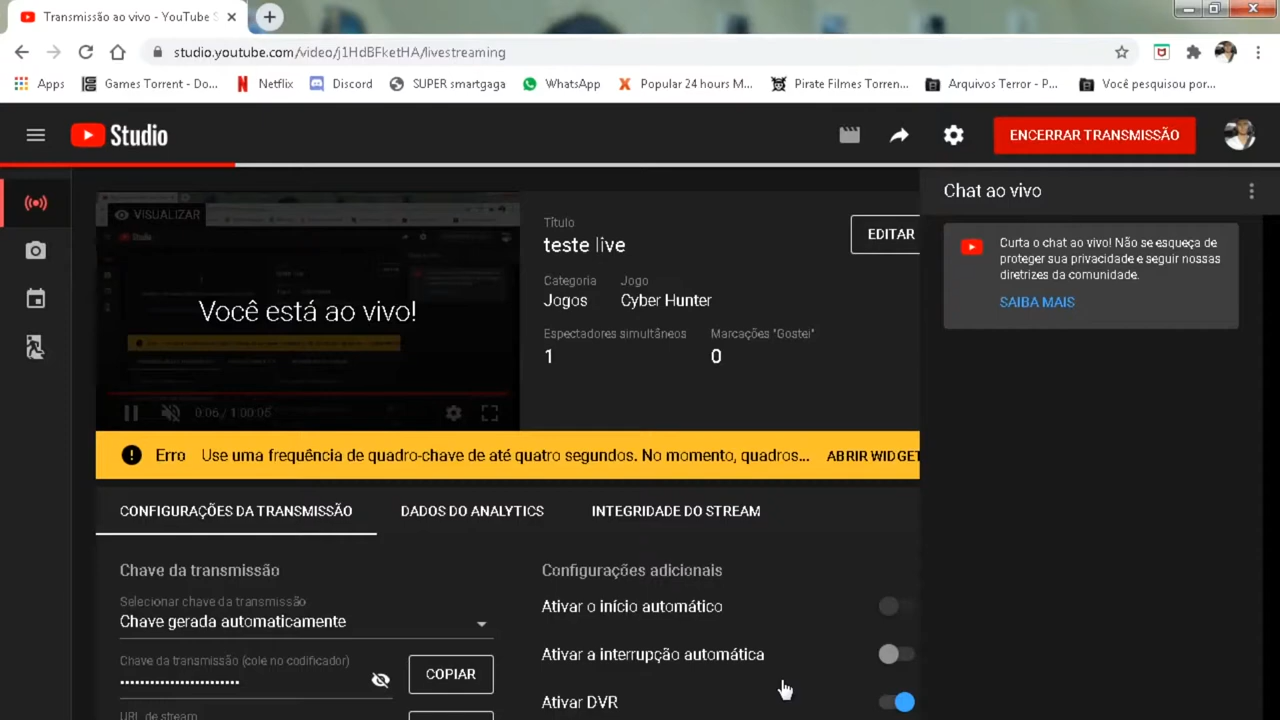 Transmissão ao vivo - YouTube S
studio.youtube.com/video/j1HdBFketHA/livestreaming
Apps
Games Torrent - Do...
Netflix
Discord
SUPER smartgaga
WhatsApp
Popular 24 hours M...
Pirate Filmes Torren...
Arquivos Terror - P...
Você pesquisou por...
Studio
ENCERRAR TRANSMISSÃO
VISUALIZAR
Você está ao vivo!
0:06 / 1:00:05
Título
teste live
EDITAR
Categoria Jogo
Jogos Cyber Hunter
Espectadores simultâneos Marcações "Gostei"
1 0
Chat ao vivo
Curta o chat ao vivo! Não se esqueça de
proteger sua privacidade e seguir nossas
diretrizes da comunidade.
SAIBA MAIS
Erro Use uma frequência de quadro-chave de até quatro segundos. No momento, quadros... ABRIR WIDGET
CONFIGURAÇÕES DA TRANSMISSÃO DADOS DO ANALYTICS INTEGRIDADE DO STREAM
Chave da transmissão
Selecionar chave da transmissão
Chave gerada automaticamente
Chave da transmissão (cole no codificador)
COPIAR
URL de stream
Configurações adicionais
Ativar o início automático
Ativar a interrupção automática
Ativar DVR